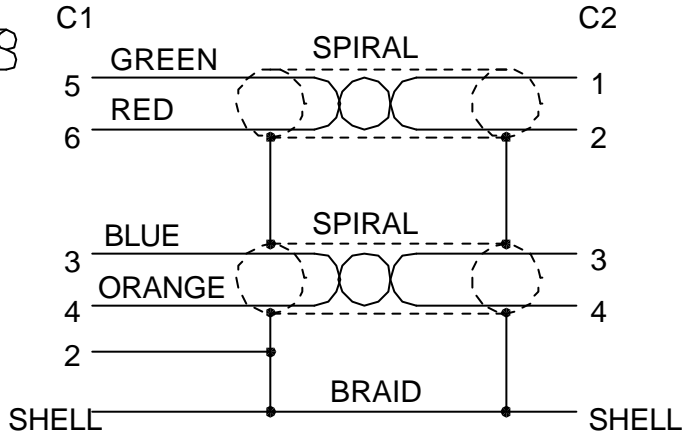 C1 C2
SPIRAL
GREEN
5 1
RED
6 2
SPIRAL
BLUE
3 3
ORANGE
4 4
2
BRAID
SHELL SHELL